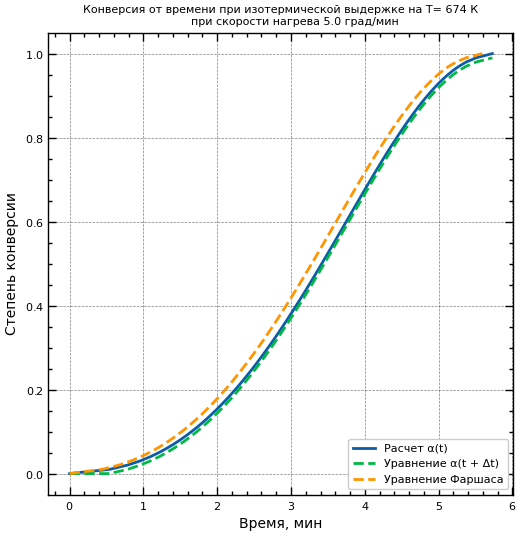 Конверсия от времени при изотермической выдержке на T= 674 K
при скорости нагрева 5.0 град/мин
Степень конверсии
1.0
0.8
0.6
0.4
0.2
0.0
Расчет α(t)
Уравнение α(t + Δt)
Уравнение Фаршаса
0 1 2 3 4 5 6
Время, мин